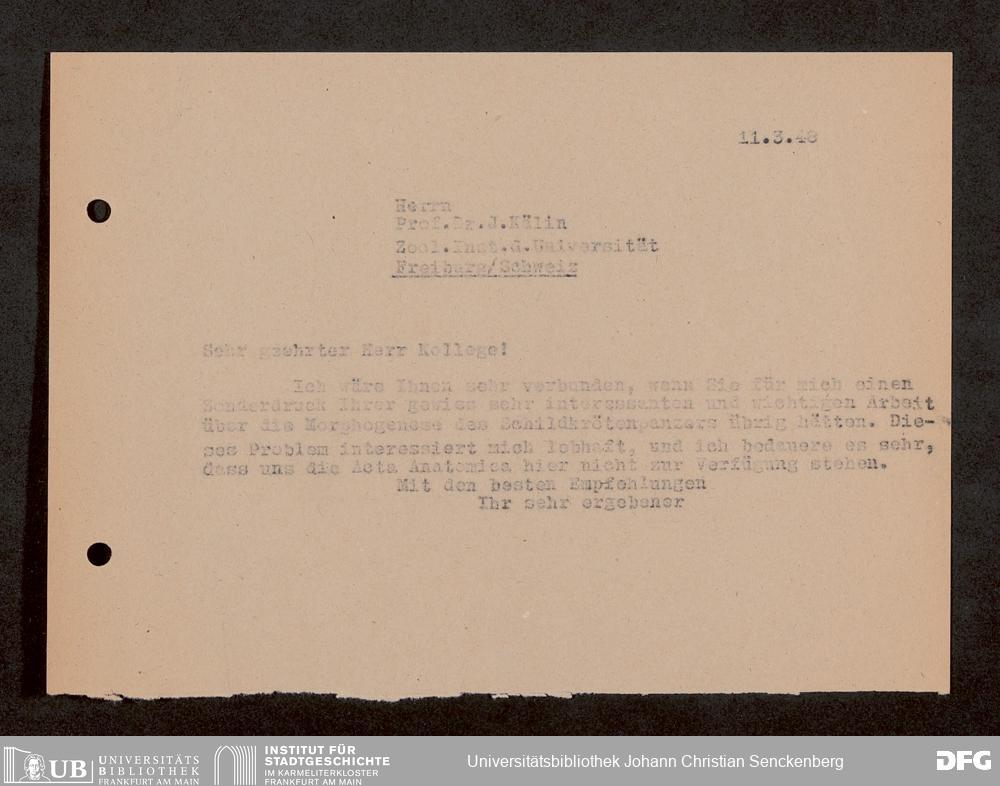 11.3.48
Herrn
Prof.Dr.J.Kälin
Zool.Inst.d.Universität
Freiburg/Schweiz
Sehr geehrter Herr Kollege!
Ich wäre Ihnen sehr verbunden, wenn Sie für mich einen
Sonderdruck Ihrer gewiss sehr interessanten und wichtigen Arbeit
über die Morphogenese des Schildkrötenpanzers übrig hätten. Die-
ses Problem interessiert mich lebhaft, und ich bedauere es sehr,
dass uns die Acta Anatomica hier nicht zur Verfügung stehen.
Mit den besten Empfehlungen
Ihr sehr ergebener
UB UNIVERSITÄTS
BIBLIOTHEK
FRANKFURT AM MAIN
INSTITUT FÜR
STADTGESCHICHTE
IM KARMELITERKLOSTER
FRANKFURT AM MAIN
Universitätsbibliothek Johann Christian Senckenberg
DFG